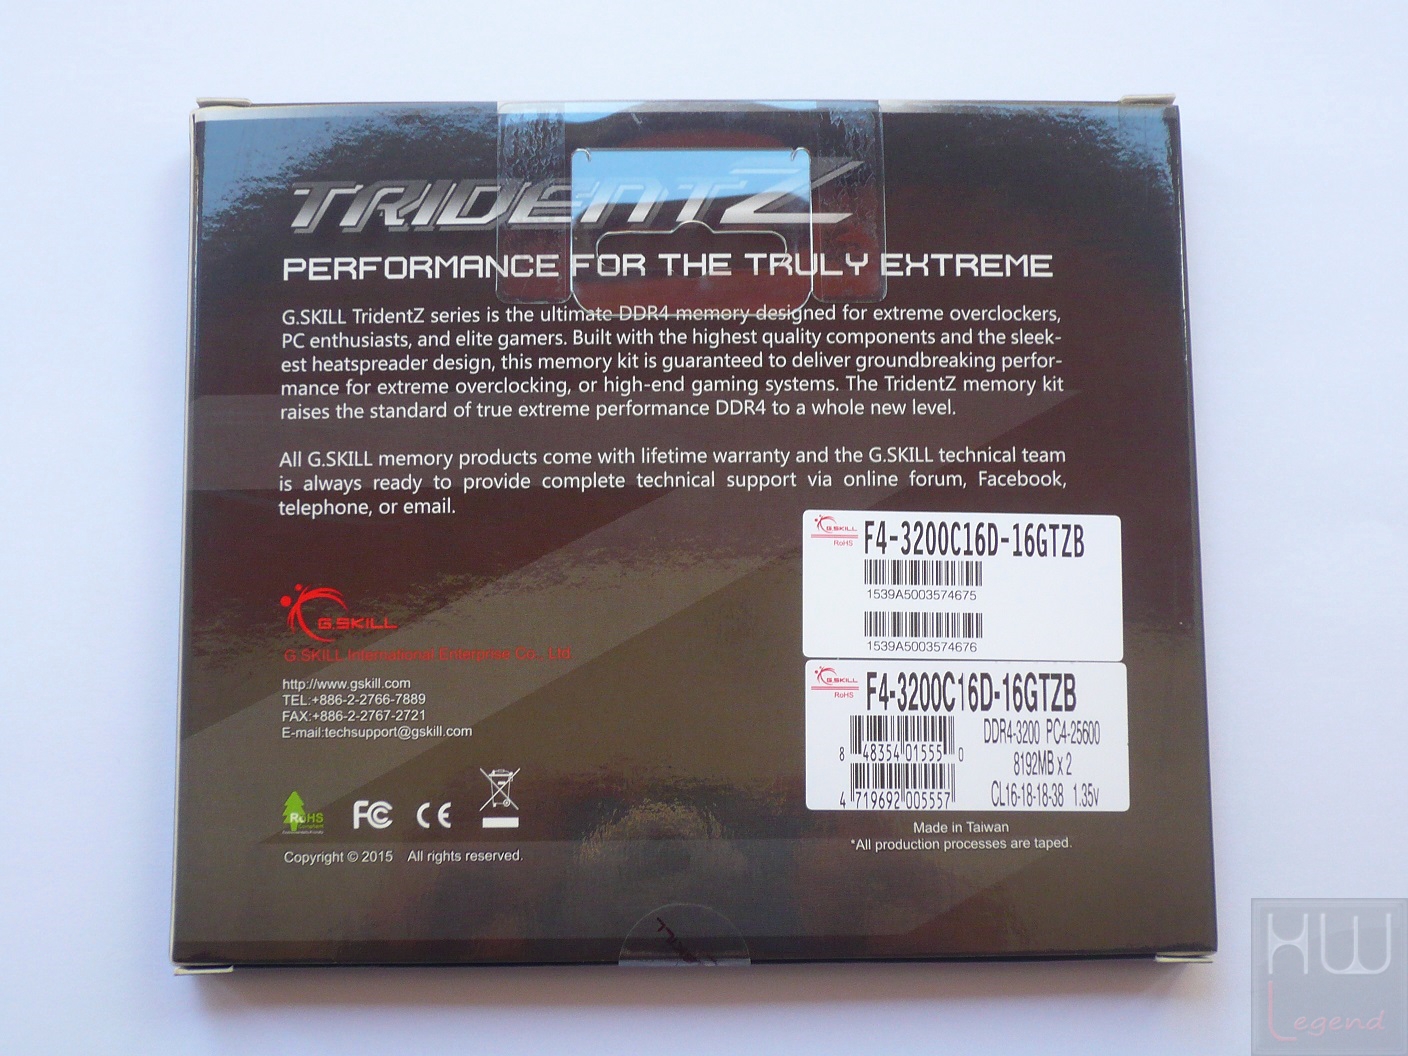 TRIDENTZ
PERFORMANCE FOR THE TRULY EXTREME
G.SKILL TridentZ series is the ultimate DDR4 memory designed for extreme overclockers,
PC enthusiasts, and elite gamers. Built with the highest quality components and the sleek-
est heatspreader design, this memory kit is guaranteed to deliver groundbreaking perfor-
mance for extreme overclocking, or high-end gaming systems. The TridentZ memory kit
raises the standard of true extreme performance DDR4 to a whole new level.
All G.SKILL memory products come with lifetime warranty and the G.SKILL technical team
is always ready to provide complete technical support via online forum, Facebook,
telephone, or email.
G.SKILL
RoHS
F4-3200C16D-16GTZB
1539A5003574675
1539A5003574676
G.SKILL
G.SKILL International Enterprise Co., Ltd
http://www.gskill.com
TEL:+886-2-2766-7889
FAX:+886-2-2767-2721
E-mail:techsupport@gskill.com
G.SKILL
RoHS
F4-3200C16D-16GTZB
DDR4-3200 PC4-25600
8 48354 01555 0
8192MB x 2
4 719692 005557
CL16-18-18-38 1.35v
RoHS
FC CE
Made in Taiwan
*All production processes are taped.
Copyright © 2015 All rights reserved.
HW
Legend